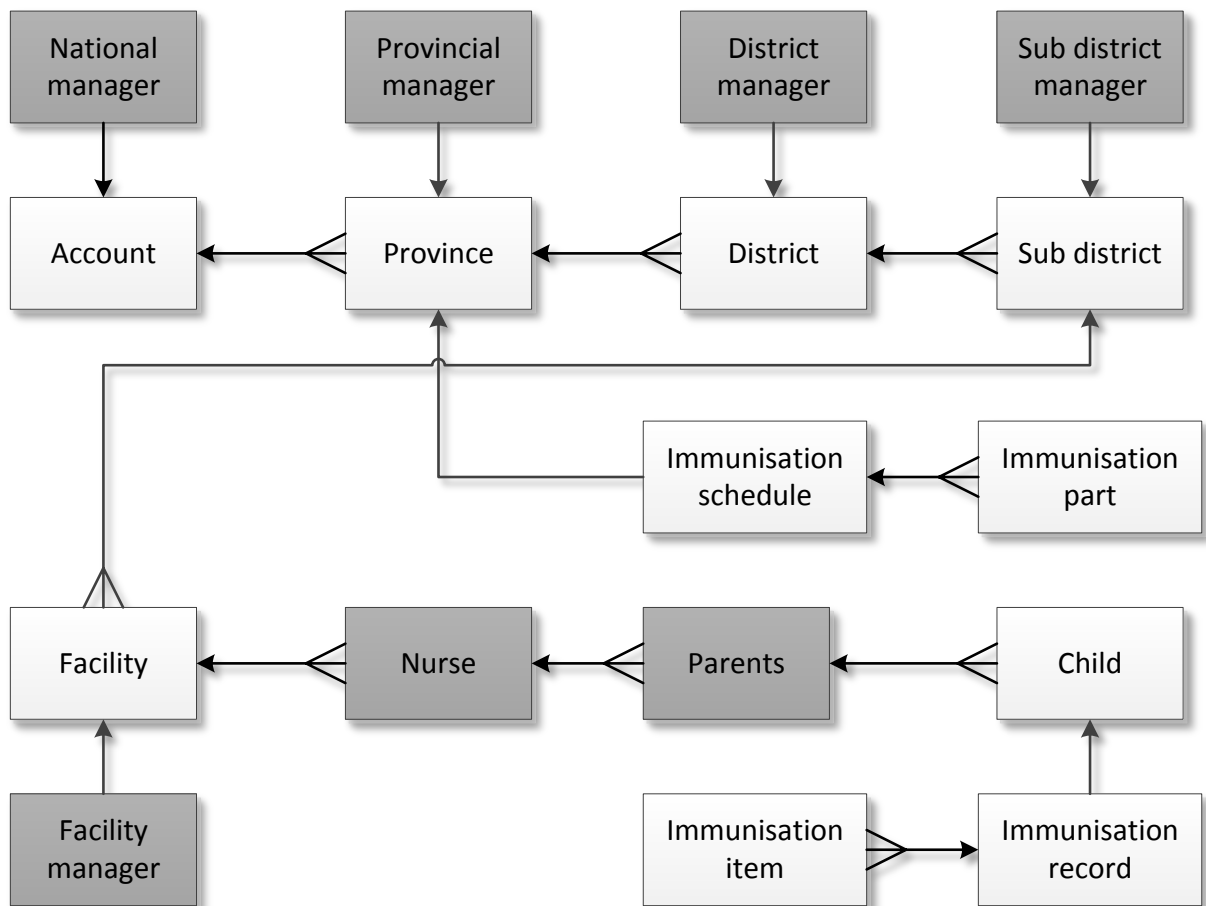 National
manager
Provincial
manager
District
manager
Sub district
manager
Account
Province
District
Sub district
Immunisation
schedule
Immunisation
part
Facility
Nurse
Parents
Child
Facility
manager
Immunisation
item
Immunisation
record